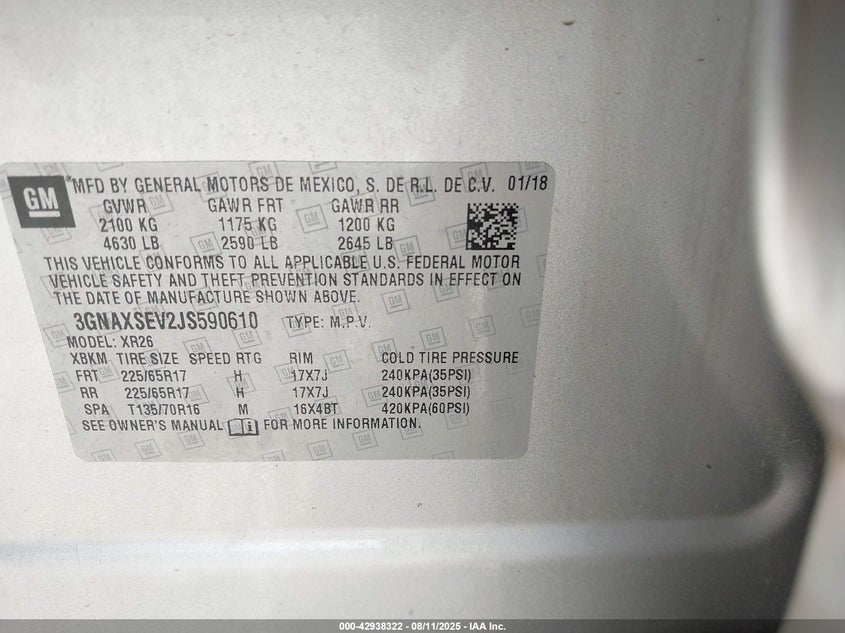 GM
MFD BY GENERAL MOTORS DE MEXICO, S. DE R.L. DE C.V. 01/18
GVWR GAWR FRT GAWR RR
2100 KG 1175 KG 1200 KG
4630 LB 2590 LB 2645 LB
THIS VEHICLE CONFORMS TO ALL APPLICABLE U.S. FEDERAL MOTOR
VEHICLE SAFETY AND THEFT PREVENTION STANDARDS IN EFFECT ON
THE DATE OF MANUFACTURE SHOWN ABOVE.
3GNAXSEV2JS590610 TYPE: M.P.V.
MODEL: XR26
XBKM TIRE SIZE SPEED RTG RIM COLD TIRE PRESSURE
FRT 225/65R17 H 17X7J 240KPA(35PSI)
RR 225/65R17 H 17X7J 240KPA(35PSI)
SPA T135/70R16 M 16X4BT 420KPA(60PSI)
SEE OWNER'S MANUAL FOR MORE INFORMATION.
000-42938322 - 08/11/2025 - IAA Inc.